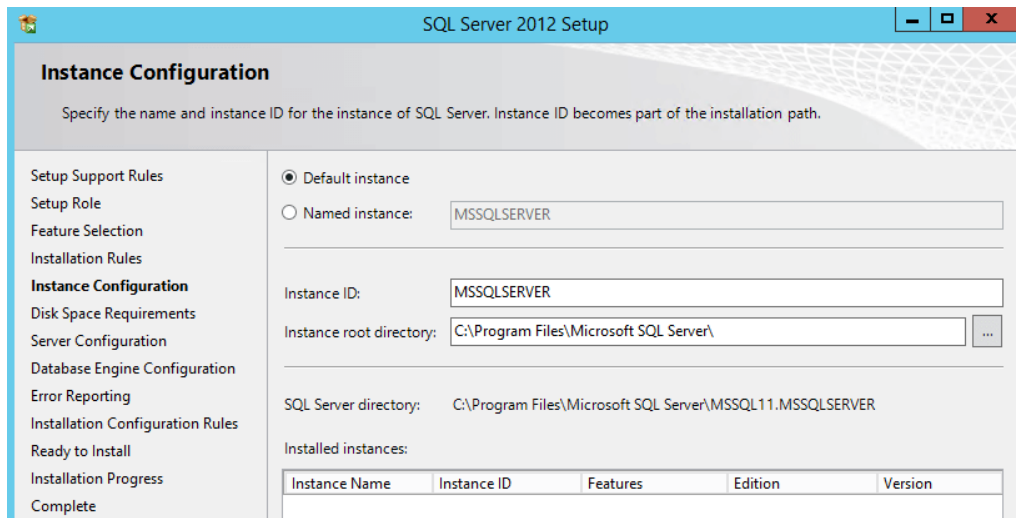 SQL Server 2012 Setup
Instance Configuration
Specify the name and instance ID for the instance of SQL Server. Instance ID becomes part of the installation path.
Setup Support Rules
Setup Role
Feature Selection
Installation Rules
Instance Configuration
Disk Space Requirements
Server Configuration
Database Engine Configuration
Error Reporting
Installation Configuration Rules
Ready to Install
Installation Progress
Complete
Default instance
Named instance: MSSQLSERVER
Instance ID: MSSQLSERVER
Instance root directory: C:\Program Files\Microsoft SQL Server\ ...
SQL Server directory: C:\Program Files\Microsoft SQL Server\MSSQL11.MSSQLSERVER
Installed instances:
Instance Name Instance ID Features Edition Version